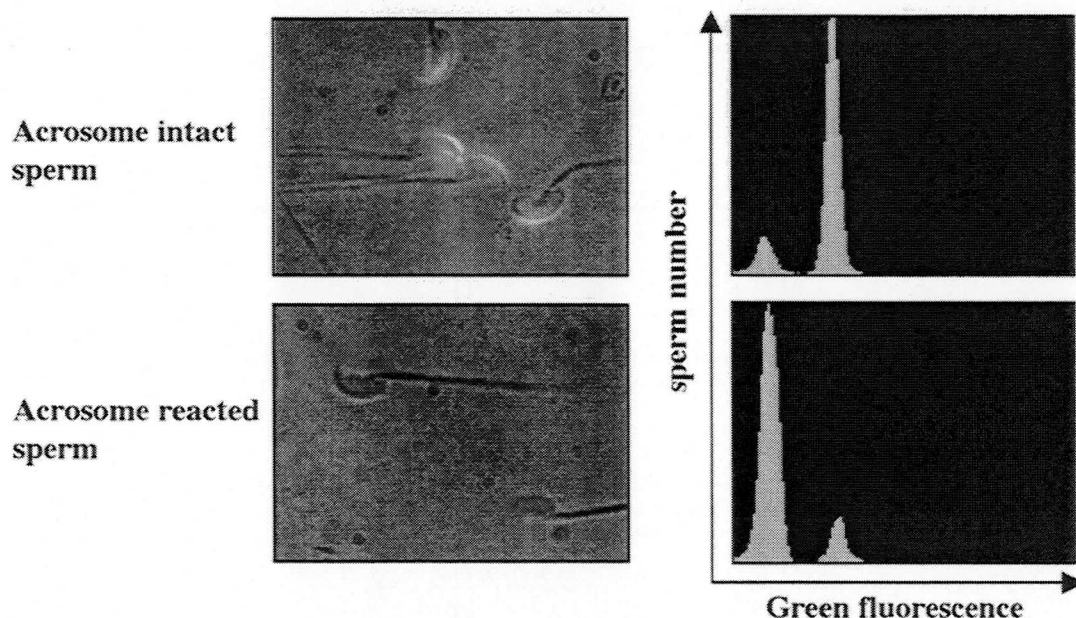 Acrosome intact
sperm
Acrosome reacted
sperm
sperm number
Green fluorescence